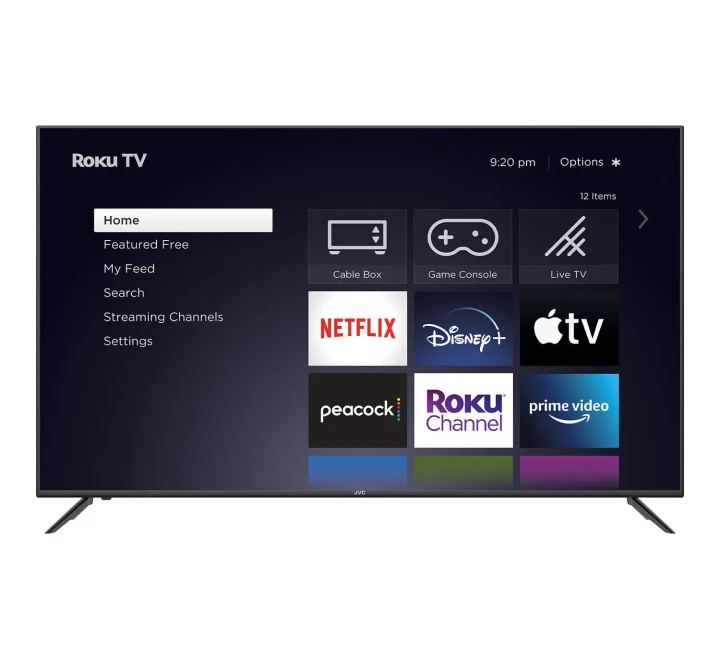 Roku TV
9:20 pm
Options *
12 Items
Home
Featured Free
My Feed
Search
Streaming Channels
Settings
Cable Box
Game Console
Live TV
NETFLIX
Disney+
tv
peacock
Roku
Channel
prime video
JVC